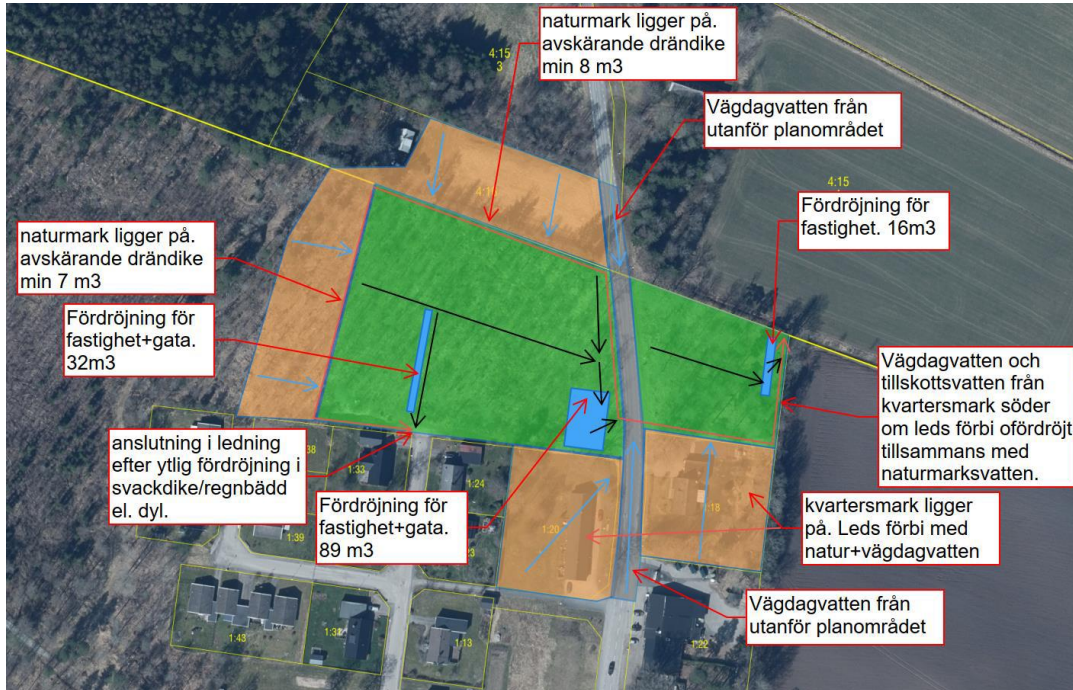 naturmark ligger på.
avskärande drändike
min 8 m3
4:15
3
Vägdagvatten från
utanför planområdet
4:15
Fördröjning för
fastighet. 16m3
naturmark ligger på.
avskärande drändike
min 7 m3
Fördröjning för
fastighet+gata.
32m3
Vägdagvatten och
tillskottsvatten från
kvartersmark söder
om leds förbi ofördröjt
tillsammans med
naturmarksvatten.
anslutning i ledning
efter ytlig fördröjning i
svackdike/regnbädd
el. dyl.
38
1:33
1:24
Fördröjning för
fastighet+gata.
89 m3
1:20
1:18
kvartersmark ligger
på. Leds förbi med
natur+vägdagvatten
1:39
23
Vägdagvatten från
utanför planområdet
1:43
1:13
1:22